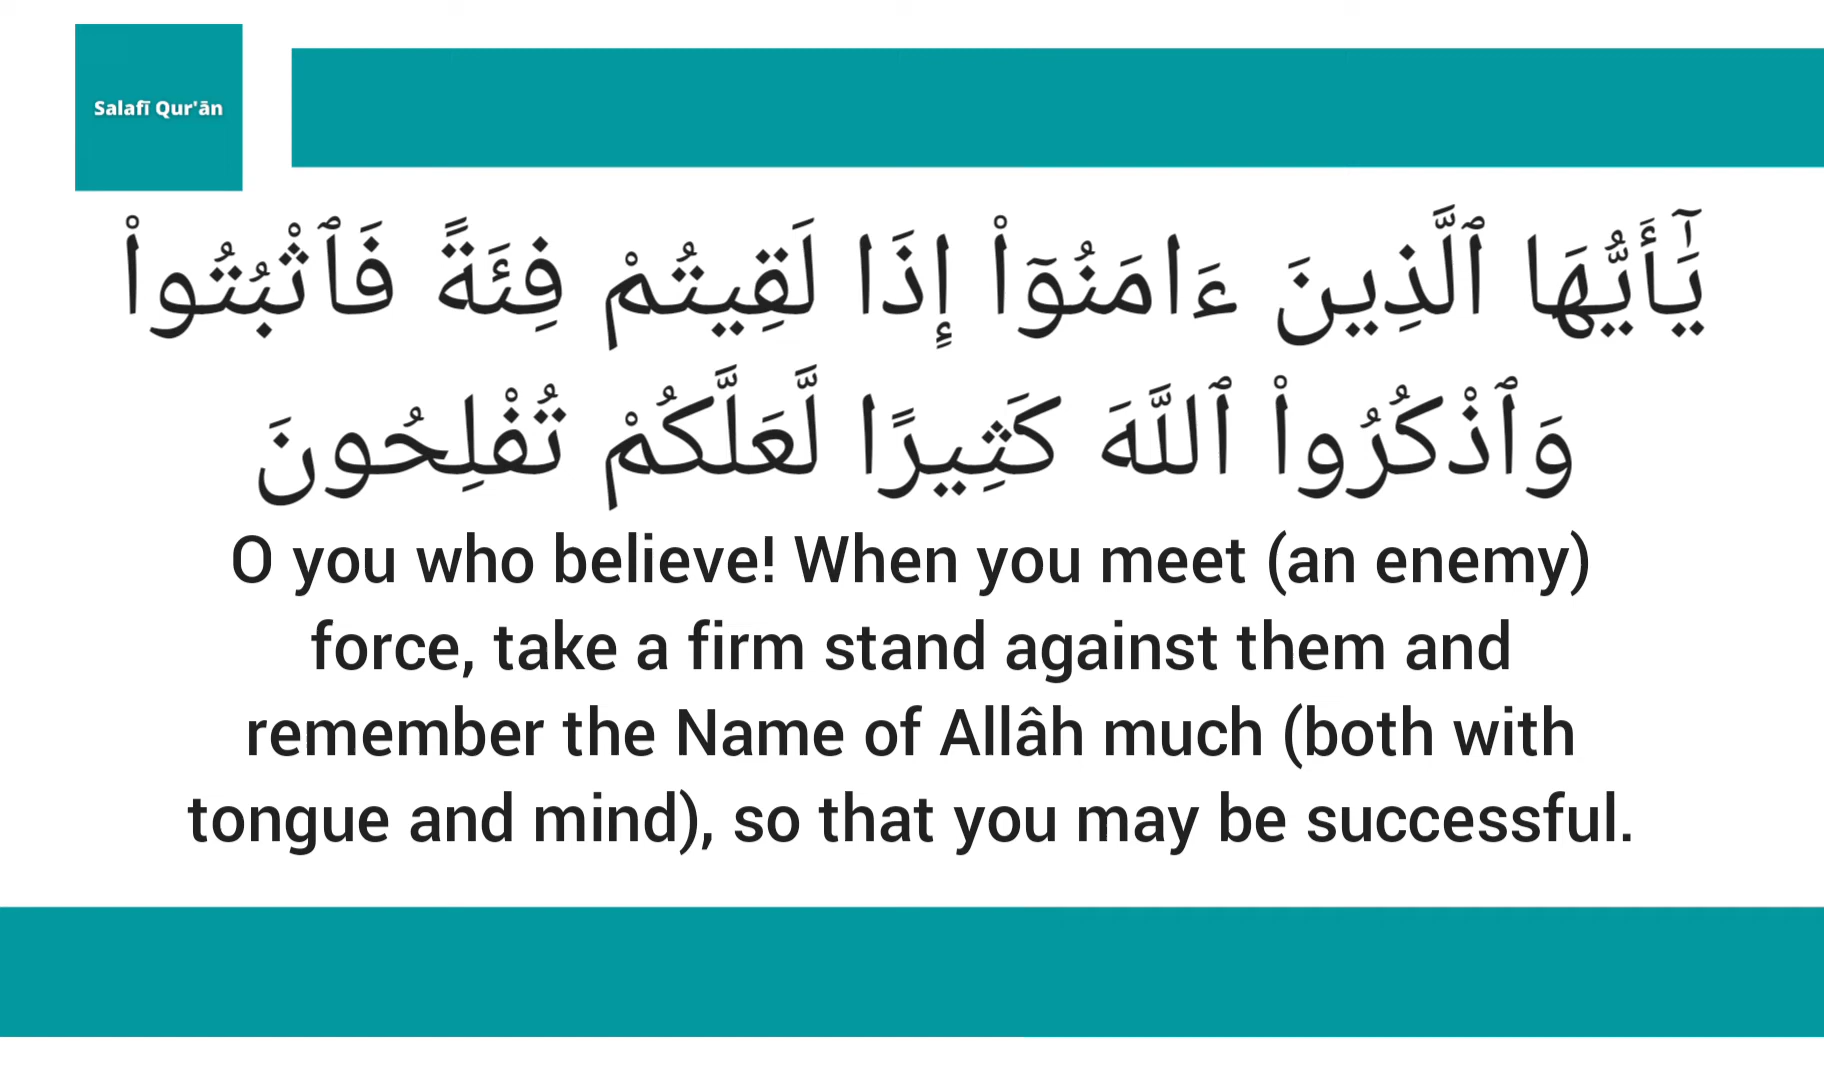 Salafī Qur'ān
يَٰٓأَيُّهَا ٱلَّذِينَ ءَامَنُوٓا۟ إِذَا لَقِيتُمْ فِئَةً فَٱثْبُتُوا۟
وَٱذْكُرُوا۟ ٱللَّهَ كَثِيرًا لَّعَلَّكُمْ تُفْلِحُونَ
O you who believe! When you meet (an enemy)
force, take a firm stand against them and
remember the Name of Allâh much (both with
tongue and mind), so that you may be successful.